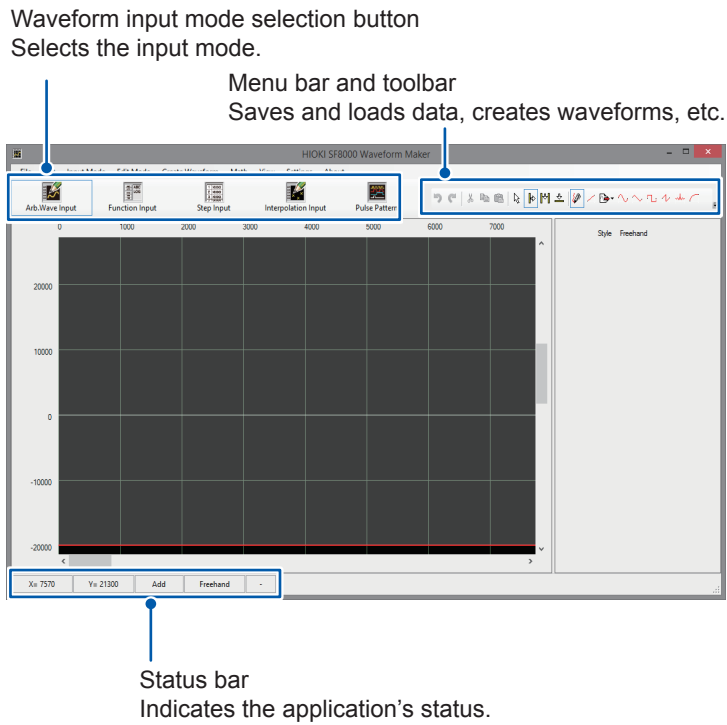 Waveform input mode selection button
Selects the input mode.
Menu bar and toolbar
Saves and loads data, creates waveforms, etc.
HIOKI SF8000 Waveform Maker
Arb.Wave Input Function Input Step Input Interpolation Input Pulse Pattern
0 1000 2000 3000 4000 5000 6000 7000
Style Freehand
20000
10000
0
-10000
-20000
X= 7570 Y= 21300 Add Freehand -
Status bar
Indicates the application's status.